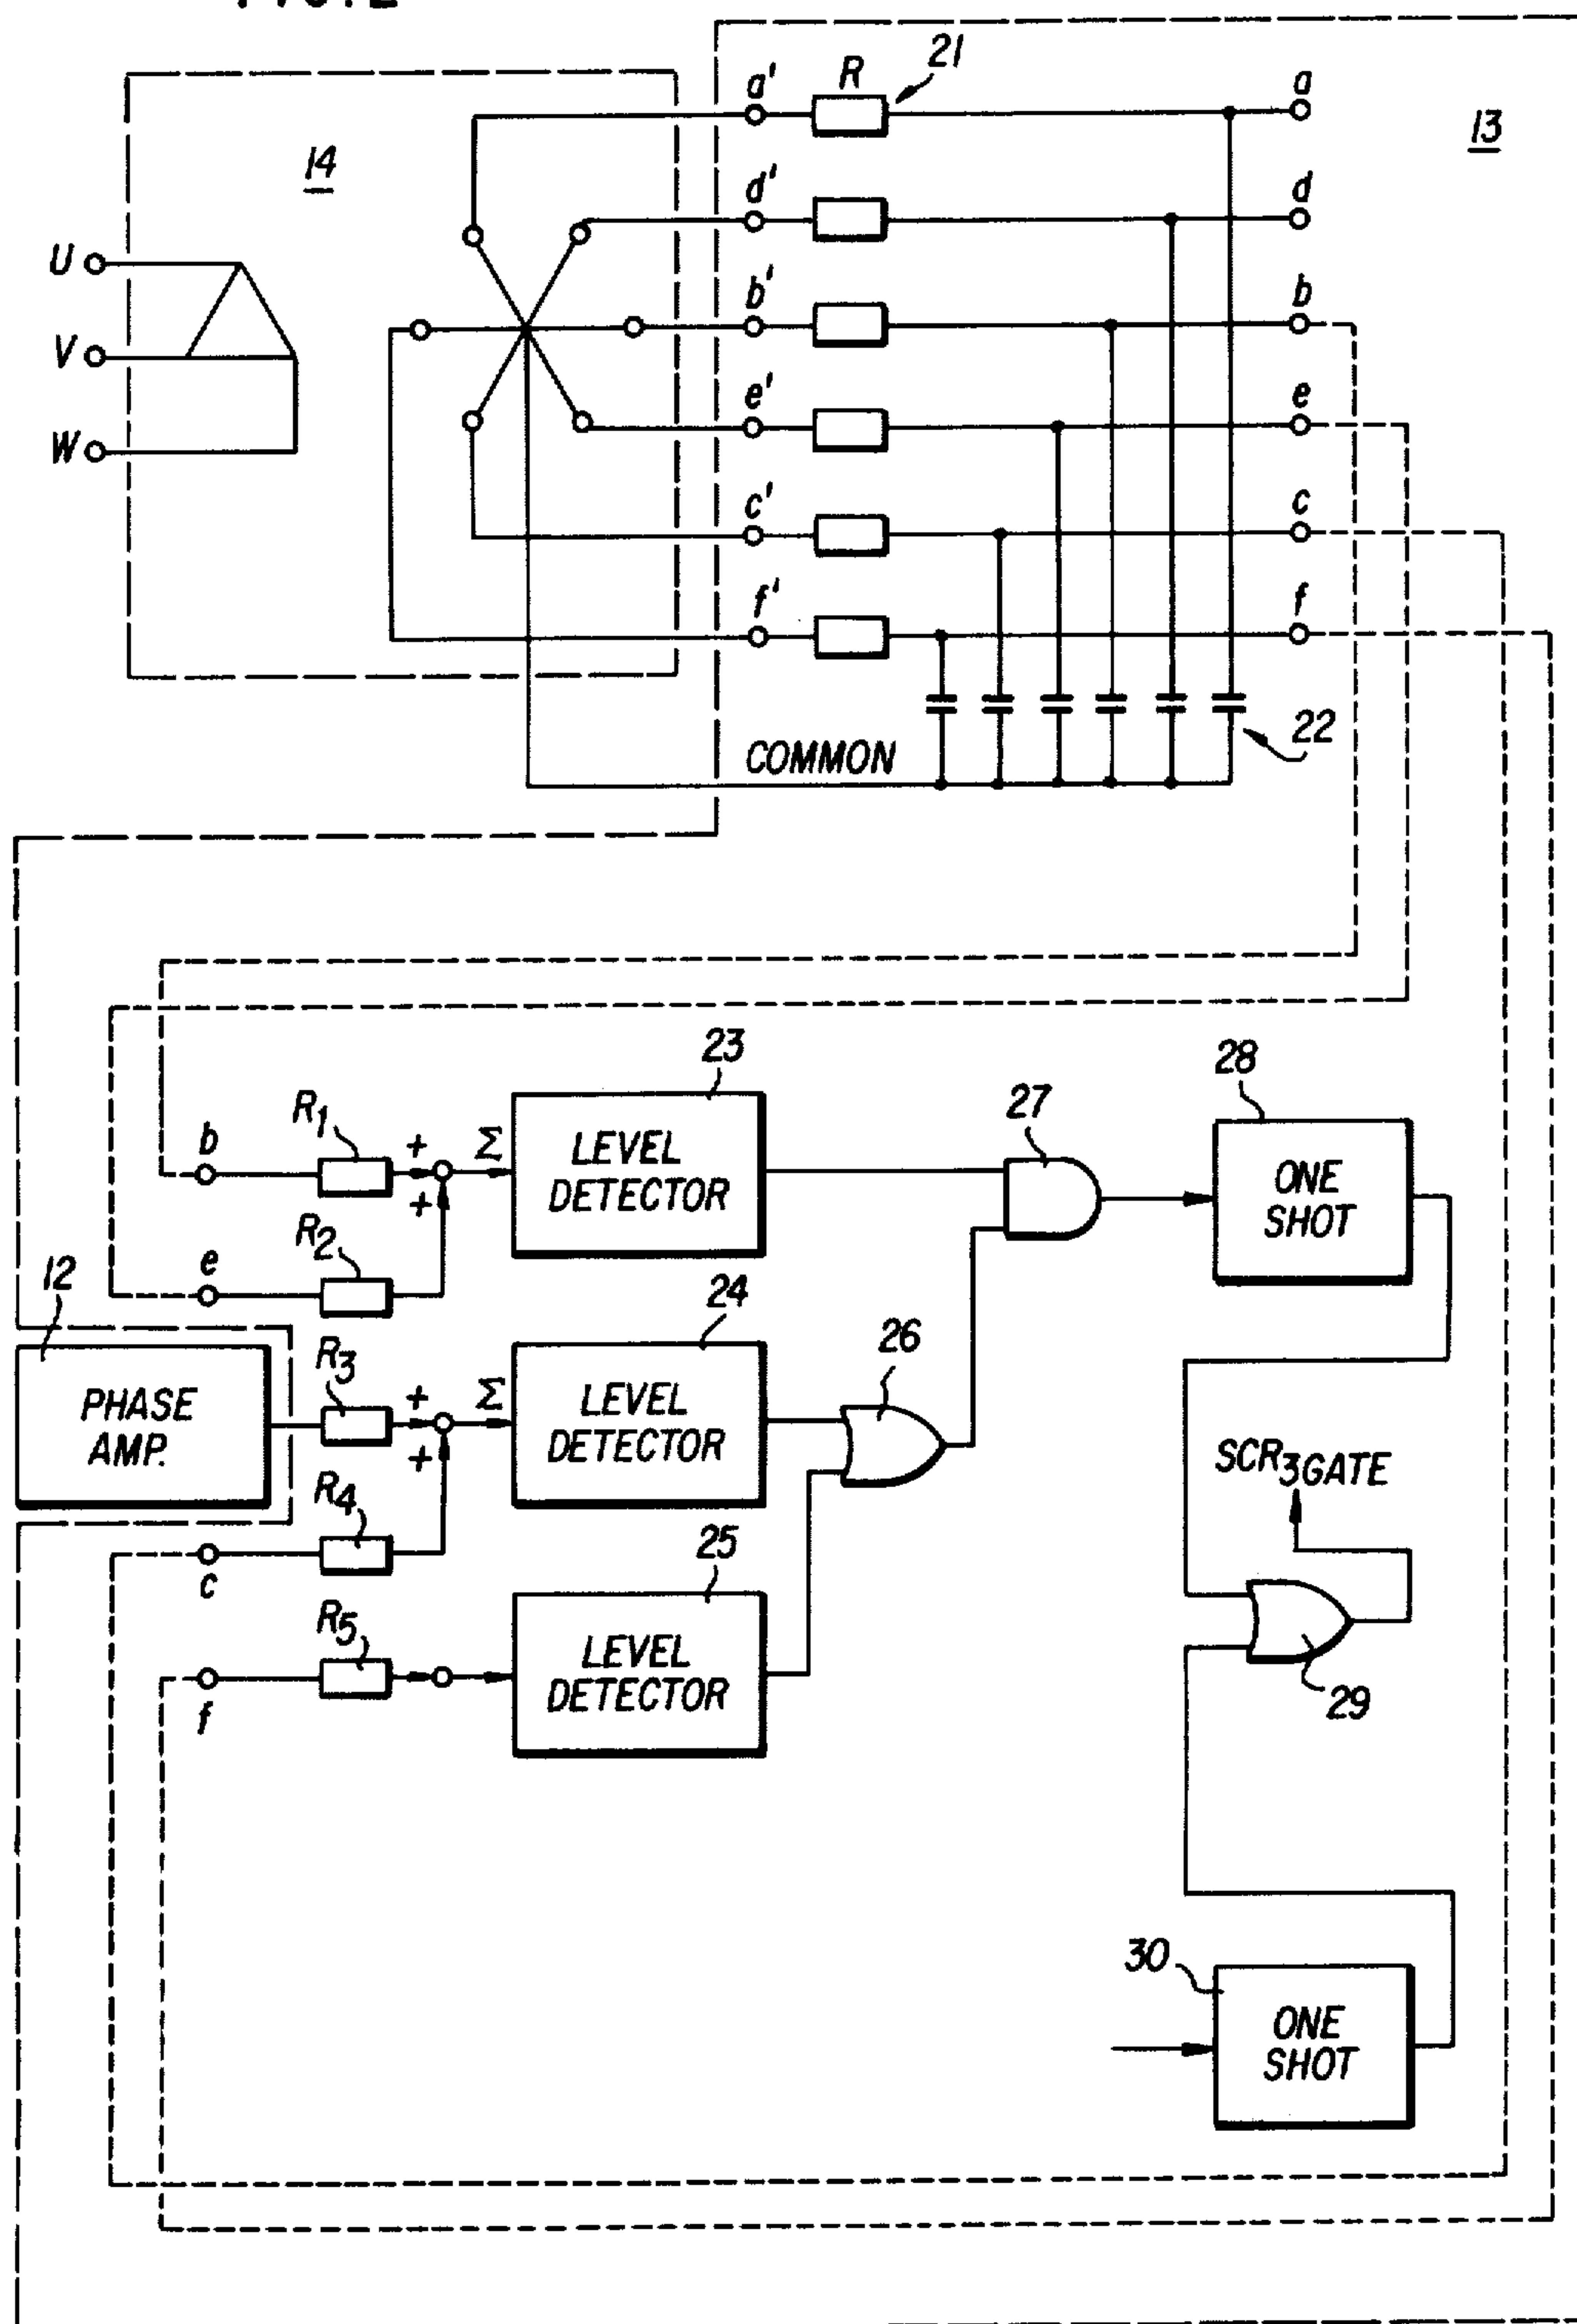 a'
R
21
a
13
14
d'
d
U
b'
b
V
e'
e
W
c'
c
f'
f
COMMON
22
23
28
27
R1
+
Σ
LEVEL
DETECTOR
ONE
SHOT
b
+
R2
e
12
24
26
R3
+
Σ
LEVEL
DETECTOR
PHASE
AMP.
+
SCR3GATE
R4
c
25
R5
LEVEL
DETECTOR
f
29
30
ONE
SHOT